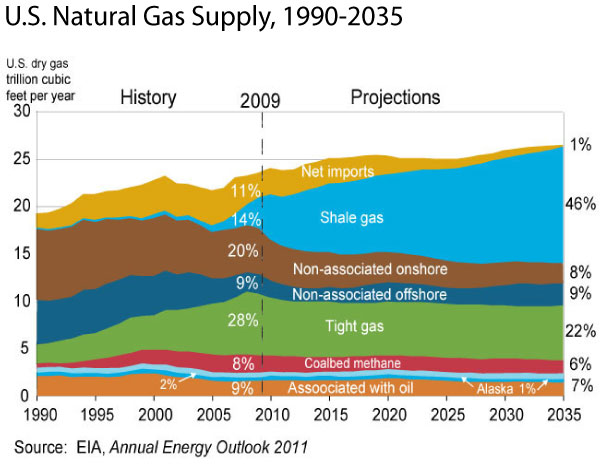 U.S. Natural Gas Supply, 1990-2035
U.S. dry gas
trillion cubic
feet per year
History 2009 Projections
30
25
20
15
10
5
0
11%
14%
20%
9%
28%
8%
2%
9%
Net imports
Shale gas
Non-associated onshore
Non-associated offshore
Tight gas
Coalbed methane
Alaska 1%
Assoociated with oil
1%
46%
8%
9%
22%
6%
7%
1990 1995 2000 2005 2010 2015 2020 2025 2030 2035
Source: EIA, Annual Energy Outlook 2011